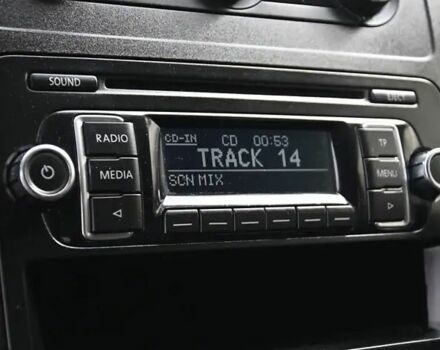 SOUND
EJECT
RADIO
MEDIA
CD-IN CD 00:53
TRACK 14
SCN MIX
TP
MENU